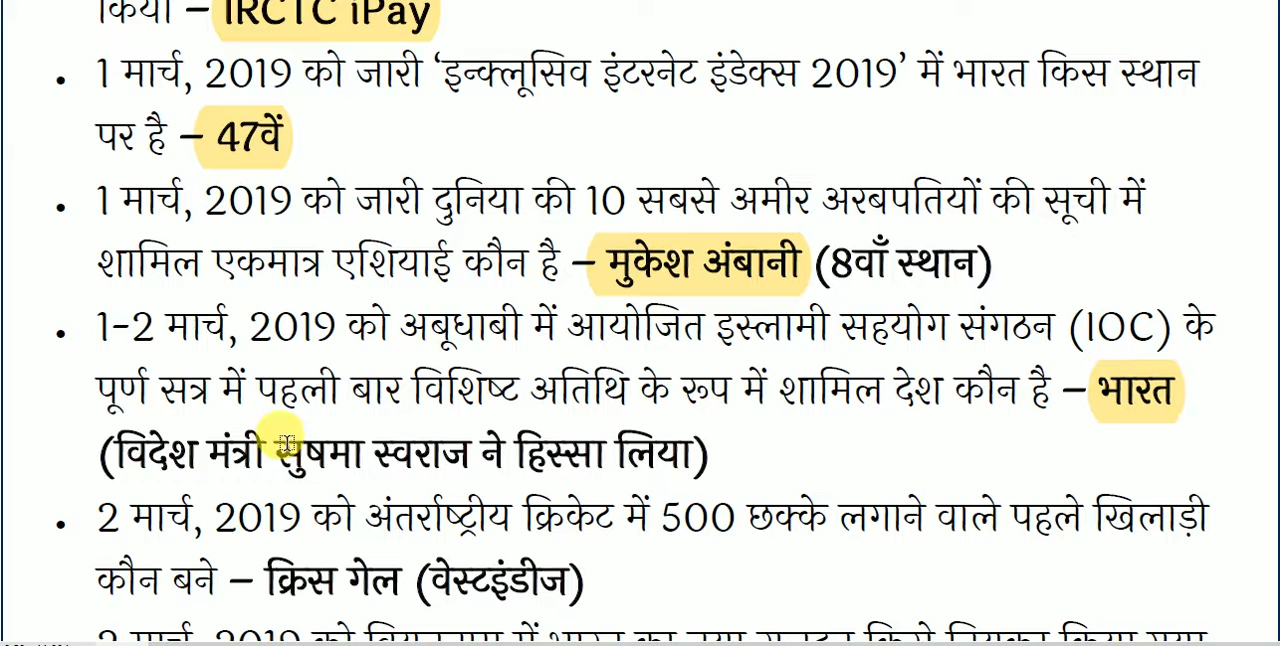 किया – IRCTC iPay
• 1 मार्च, 2019 को जारी ‘इन्क्लूसिव इंटरनेट इंडेक्स 2019’ में भारत किस स्थान
पर है – 47वें
• 1 मार्च, 2019 को जारी दुनिया की 10 सबसे अमीर अरबपतियों की सूची में
शामिल एकमात्र एशियाई कौन है – मुकेश अंबानी (8वाँ स्थान)
• 1-2 मार्च, 2019 को अबूधाबी में आयोजित इस्लामी सहयोग संगठन (IOC) के
पूर्ण सत्र में पहली बार विशिष्ट अतिथि के रूप में शामिल देश कौन है – भारत
(विदेश मंत्री सुषमा स्वराज ने हिस्सा लिया)
• 2 मार्च, 2019 को अंतर्राष्ट्रीय क्रिकेट में 500 छक्के लगाने वाले पहले खिलाड़ी
कौन बने – क्रिस गेल (वेस्टइंडीज)